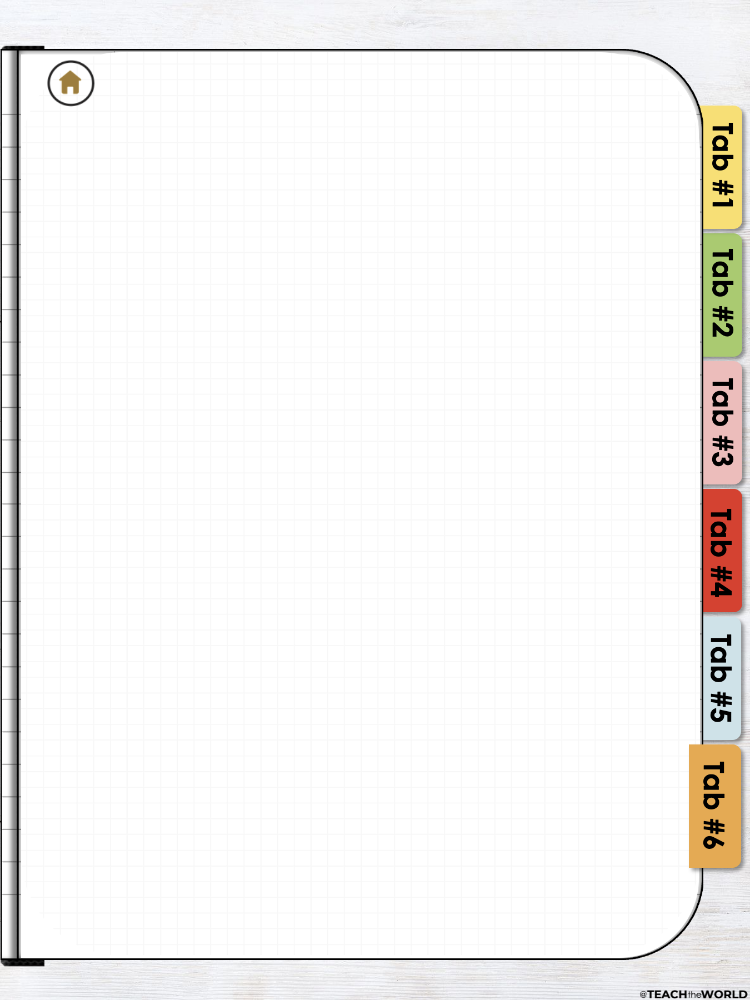 Tab #1
Tab #2
Tab #3
Tab #4
Tab #5
Tab #6
@TEACHtheWORLD